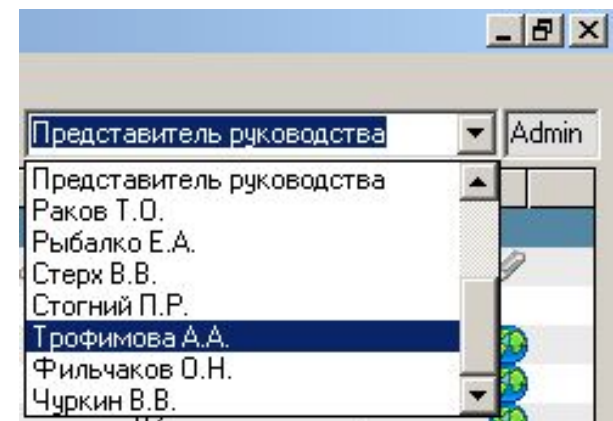 Представитель руководства Admin
Представитель руководства
Раков Т.О.
Рыбалко Е.А.
Стерх В.В.
Стогний П.Р.
Трофимова А.А.
Фильчаков О.Н.
Чуркин В.В.